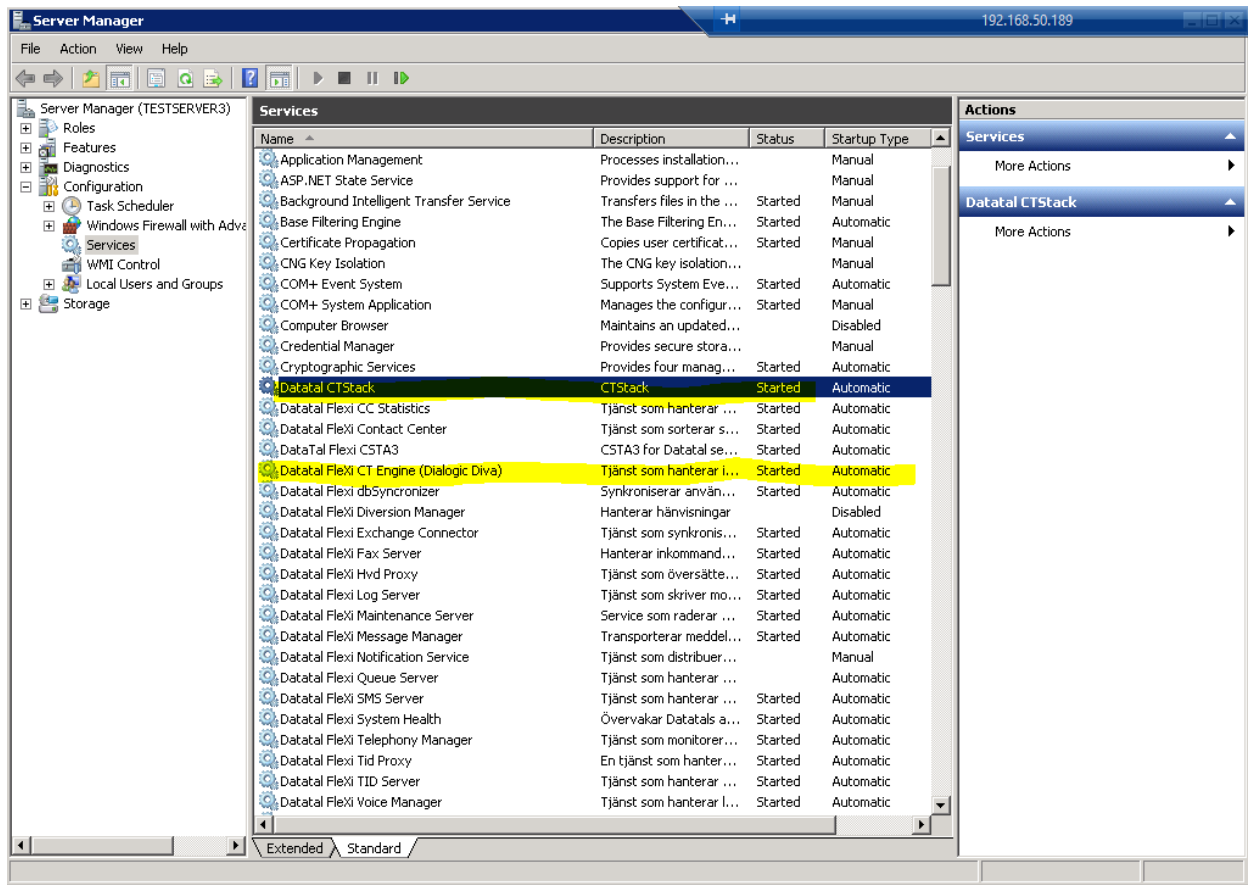 Server Manager
192.168.50.189
File Action View Help
Server Manager (TESTSERVER3)
Roles
Features
Diagnostics
Configuration
Task Scheduler
Windows Firewall with Adva
Services
WMI Control
Local Users and Groups
Storage
Services
Name Description Status Startup Type
Application Management Processes installation... Manual
ASP.NET State Service Provides support for ... Manual
Background Intelligent Transfer Service Transfers files in the ... Started Manual
Base Filtering Engine The Base Filtering En... Started Automatic
Certificate Propagation Copies user certificat... Started Manual
CNG Key Isolation The CNG key isolation... Manual
COM+ Event System Supports System Eve... Started Automatic
COM+ System Application Manages the configur... Started Manual
Computer Browser Maintains an updated... Disabled
Credential Manager Provides secure stora... Manual
Cryptographic Services Provides four manag... Started Automatic
Datatal CTStack CTStack Started Automatic
Datatal Flexi CC Statistics Tjänst som hanterar ... Started Automatic
Datatal FleXi Contact Center Tjänst som sorterar s... Started Automatic
DataTal Flexi CSTA3 CSTA3 for Datatal se... Started Automatic
Datatal FleXi CT Engine (Dialogic Diva) Tjänst som hanterar i... Started Automatic
Datatal Flexi dbSyncronizer Synkroniserar använ... Started Automatic
Datatal FleXi Diversion Manager Hanterar hänvisningar Disabled
Datatal Flexi Exchange Connector Tjänst som synkronis... Started Automatic
Datatal FleXi Fax Server Hanterar inkommand... Started Automatic
Datatal FleXi Hvd Proxy Tjänst som översätte... Started Automatic
Datatal Flexi Log Server Tjänst som skriver mo... Started Automatic
Datatal FleXi Maintenance Server Service som raderar ... Started Automatic
Datatal FleXi Message Manager Transporterar meddel... Started Automatic
Datatal Flexi Notification Service Tjänst som distribuer... Manual
Datatal Flexi Queue Server Tjänst som hanterar ... Automatic
Datatal FleXi SMS Server Tjänst som hanterar ... Started Automatic
Datatal Flexi System Health Övervakar Datatals a... Started Automatic
Datatal FleXi Telephony Manager Tjänst som monitorer... Started Automatic
Datatal Flexi Tid Proxy En tjänst som hanter... Started Automatic
Datatal FleXi TID Server Tjänst som hanterar ... Started Automatic
Datatal FleXi Voice Manager Tjänst som hanterar l... Started Automatic
Extended Standard
Actions
Services
More Actions
Datatal CTStack
More Actions